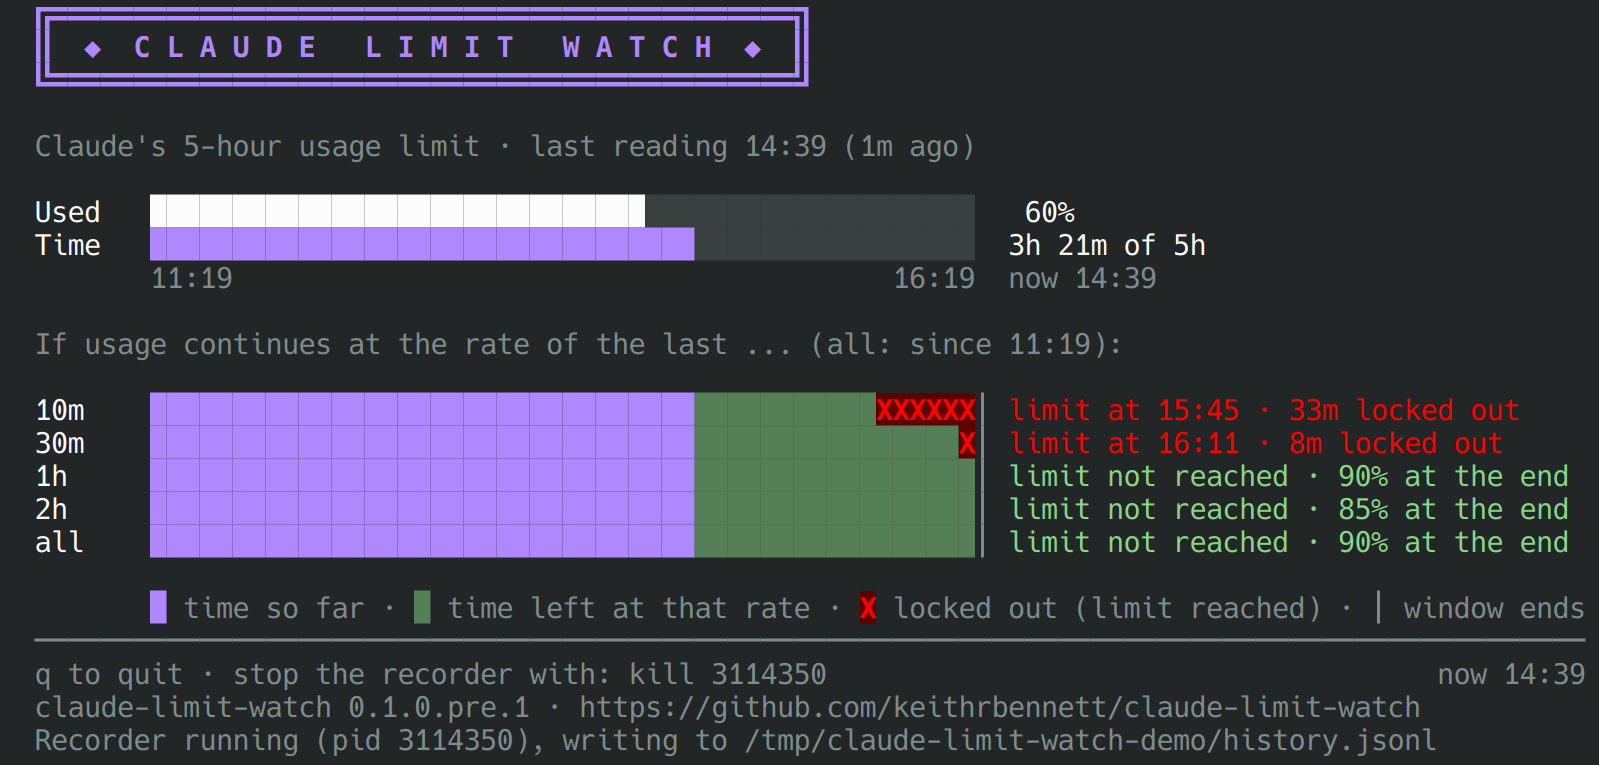 ◆ CLAUDE LIMIT WATCH ◆
Claude's 5-hour usage limit · last reading 14:39 (1m ago)
Used 60%
Time 3h 21m of 5h
11:19 16:19 now 14:39
If usage continues at the rate of the last ... (all: since 11:19):
10m XXXXXX limit at 15:45 · 33m locked out
30m X limit at 16:11 · 8m locked out
1h limit not reached · 90% at the end
2h limit not reached · 85% at the end
all limit not reached · 90% at the end
time so far · time left at that rate · X locked out (limit reached) · | window ends
q to quit · stop the recorder with: kill 3114350 now 14:39
claude-limit-watch 0.1.0.pre.1 · https://github.com/keithrbennett/claude-limit-watch
Recorder running (pid 3114350), writing to /tmp/claude-limit-watch-demo/history.jsonl